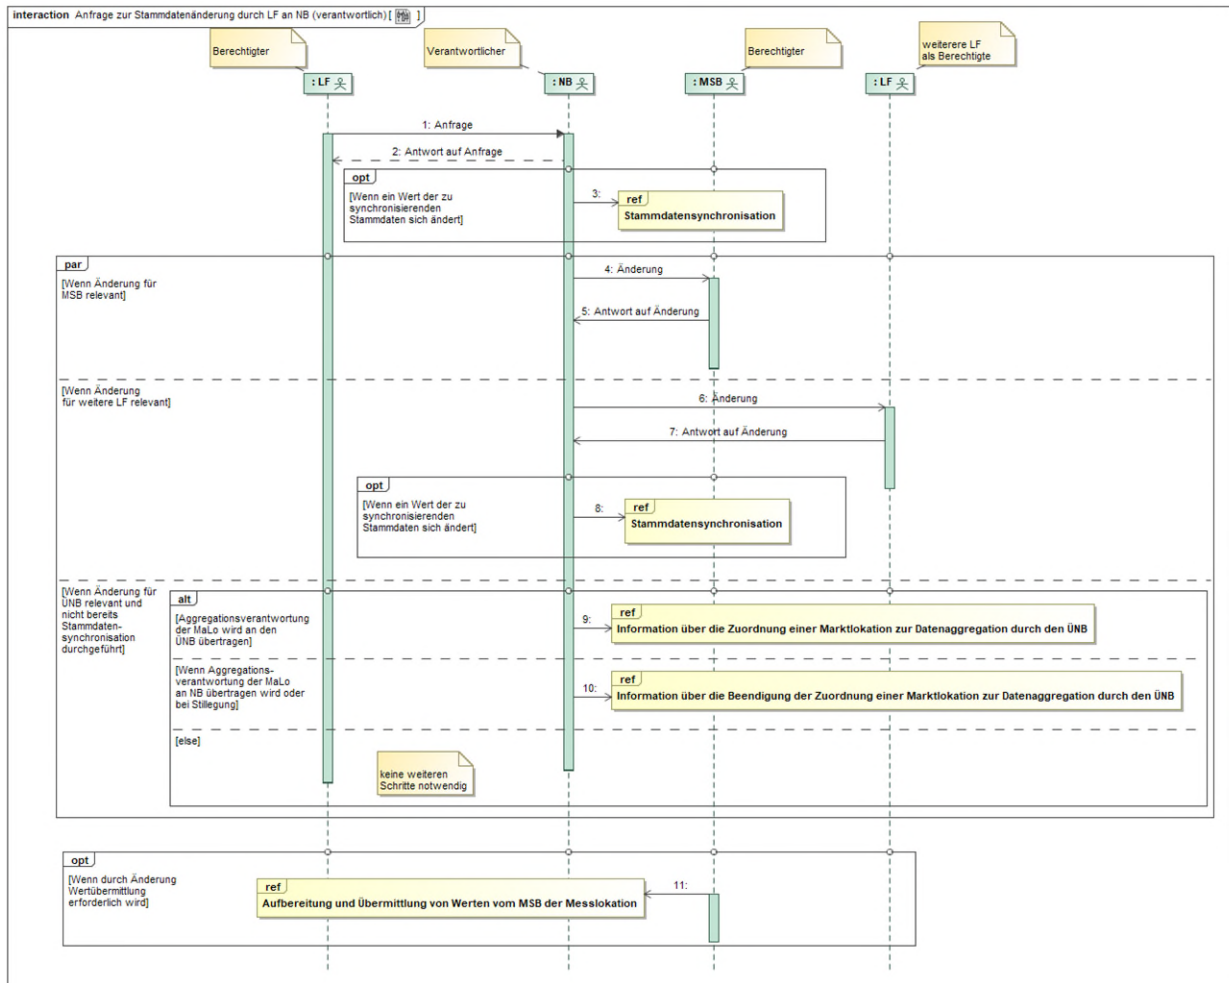 interaction Anfrage zur Stammdatenänderung durch LF an NB (verantwortlich) [ ]
Berechtigter
Verantwortlicher
Berechtigter
weiterere LF
als Berechtigte
: LF
: NB
: MSB
: LF
1: Anfrage
2: Antwort auf Anfrage
opt
[Wenn ein Wert der zu
synchronisierenden
Stammdaten sich ändert]
3:
ref
Stammdatensynchronisation
par
[Wenn Änderung für
MSB relevant]
4: Änderung
5: Antwort auf Änderung
[Wenn Änderung
für weitere LF relevant]
6: Änderung
7: Antwort auf Änderung
opt
[Wenn ein Wert der zu
synchronisierenden
Stammdaten sich ändert]
8:
ref
Stammdatensynchronisation
[Wenn Änderung für
ÜNB relevant und
nicht bereits
Stammdaten-
synchronisation
durchgeführt]
alt
[Aggregationsverantwortung
der MaLo wird an den
ÜNB übertragen]
9:
ref
Information über die Zuordnung einer Marktlokation zur Datenaggregation durch den ÜNB
[Wenn Aggregations-
verantwortung der MaLo
an NB übertragen wird oder
bei Stillegung]
10:
ref
Information über die Beendigung der Zuordnung einer Marktlokation zur Datenaggregation durch den ÜNB
[else]
keine weiteren
Schritte notwendig
opt
[Wenn durch Änderung
Wertübermittlung
erforderlich wird]
11:
ref
Aufbereitung und Übermittlung von Werten vom MSB der Messlokation